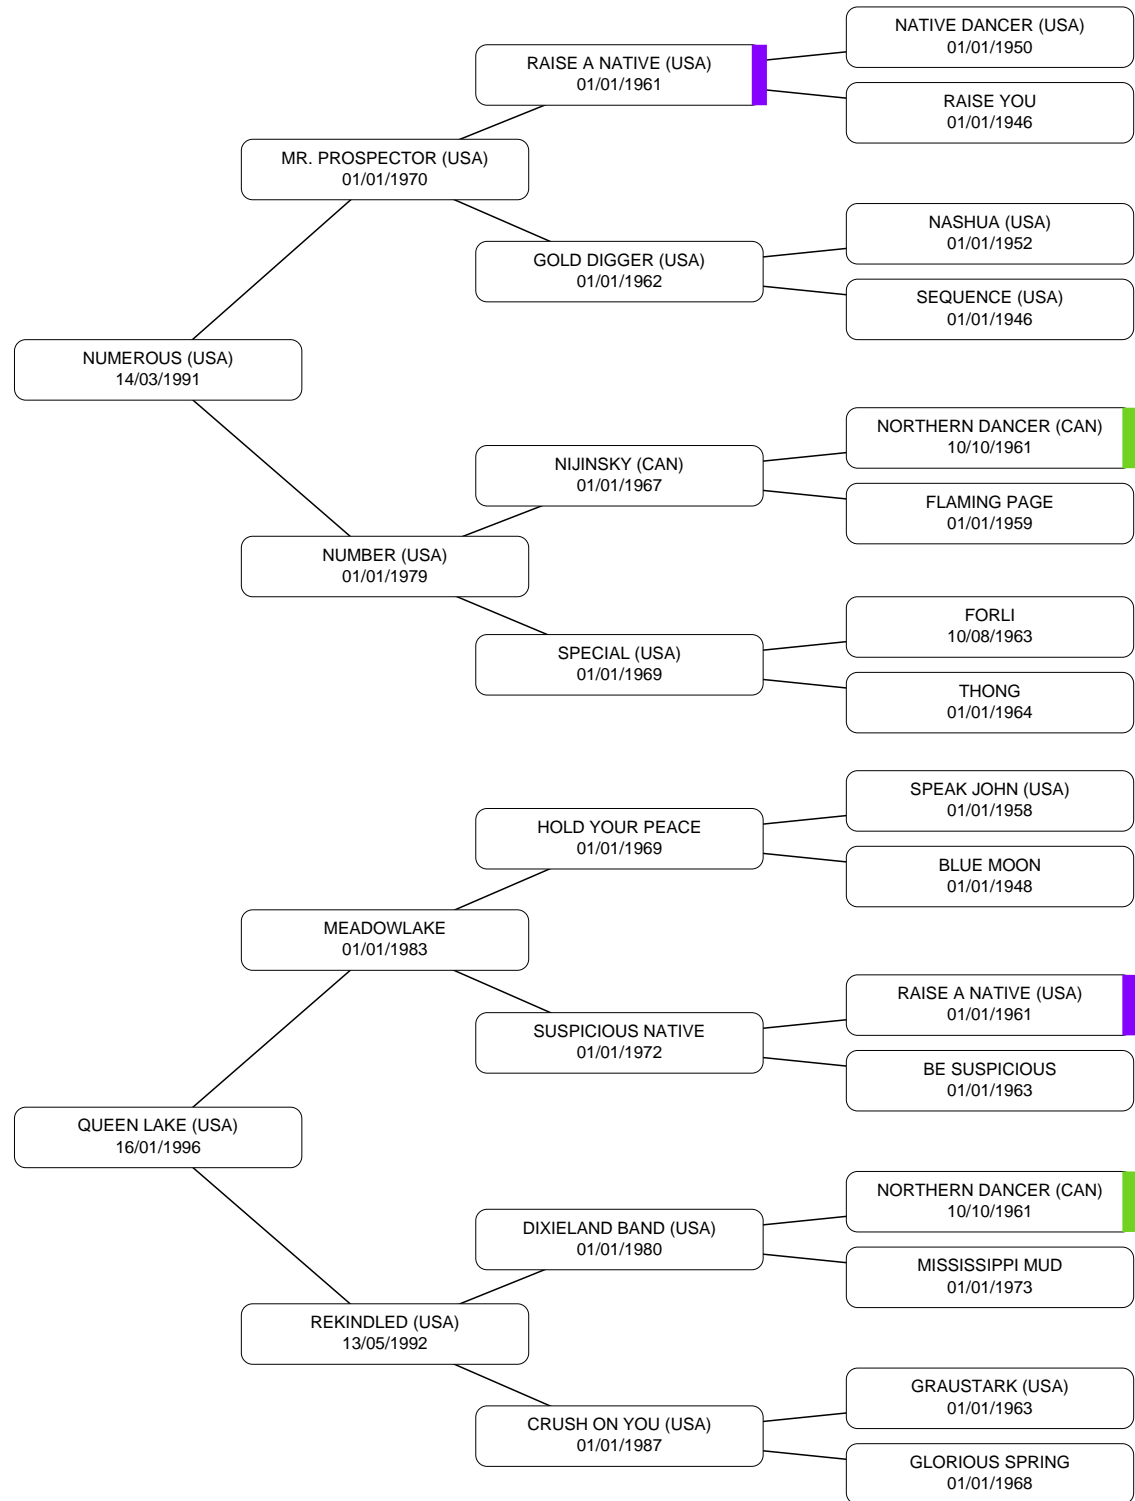 NATIVE DANCER (USA)
01/01/1950
RAISE A NATIVE (USA)
01/01/1961
RAISE YOU
01/01/1946
MR. PROSPECTOR (USA)
01/01/1970
NASHUA (USA)
01/01/1952
GOLD DIGGER (USA)
01/01/1962
SEQUENCE (USA)
01/01/1946
NUMEROUS (USA)
14/03/1991
NORTHERN DANCER (CAN)
10/10/1961
NIJINSKY (CAN)
01/01/1967
FLAMING PAGE
01/01/1959
NUMBER (USA)
01/01/1979
FORLI
10/08/1963
SPECIAL (USA)
01/01/1969
THONG
01/01/1964
SPEAK JOHN (USA)
01/01/1958
HOLD YOUR PEACE
01/01/1969
BLUE MOON
01/01/1948
MEADOWLAKE
01/01/1983
RAISE A NATIVE (USA)
01/01/1961
SUSPICIOUS NATIVE
01/01/1972
BE SUSPICIOUS
01/01/1963
QUEEN LAKE (USA)
16/01/1996
NORTHERN DANCER (CAN)
10/10/1961
DIXIELAND BAND (USA)
01/01/1980
MISSISSIPPI MUD
01/01/1973
REKINDLED (USA)
13/05/1992
GRAUSTARK (USA)
01/01/1963
CRUSH ON YOU (USA)
01/01/1987
GLORIOUS SPRING
01/01/1968